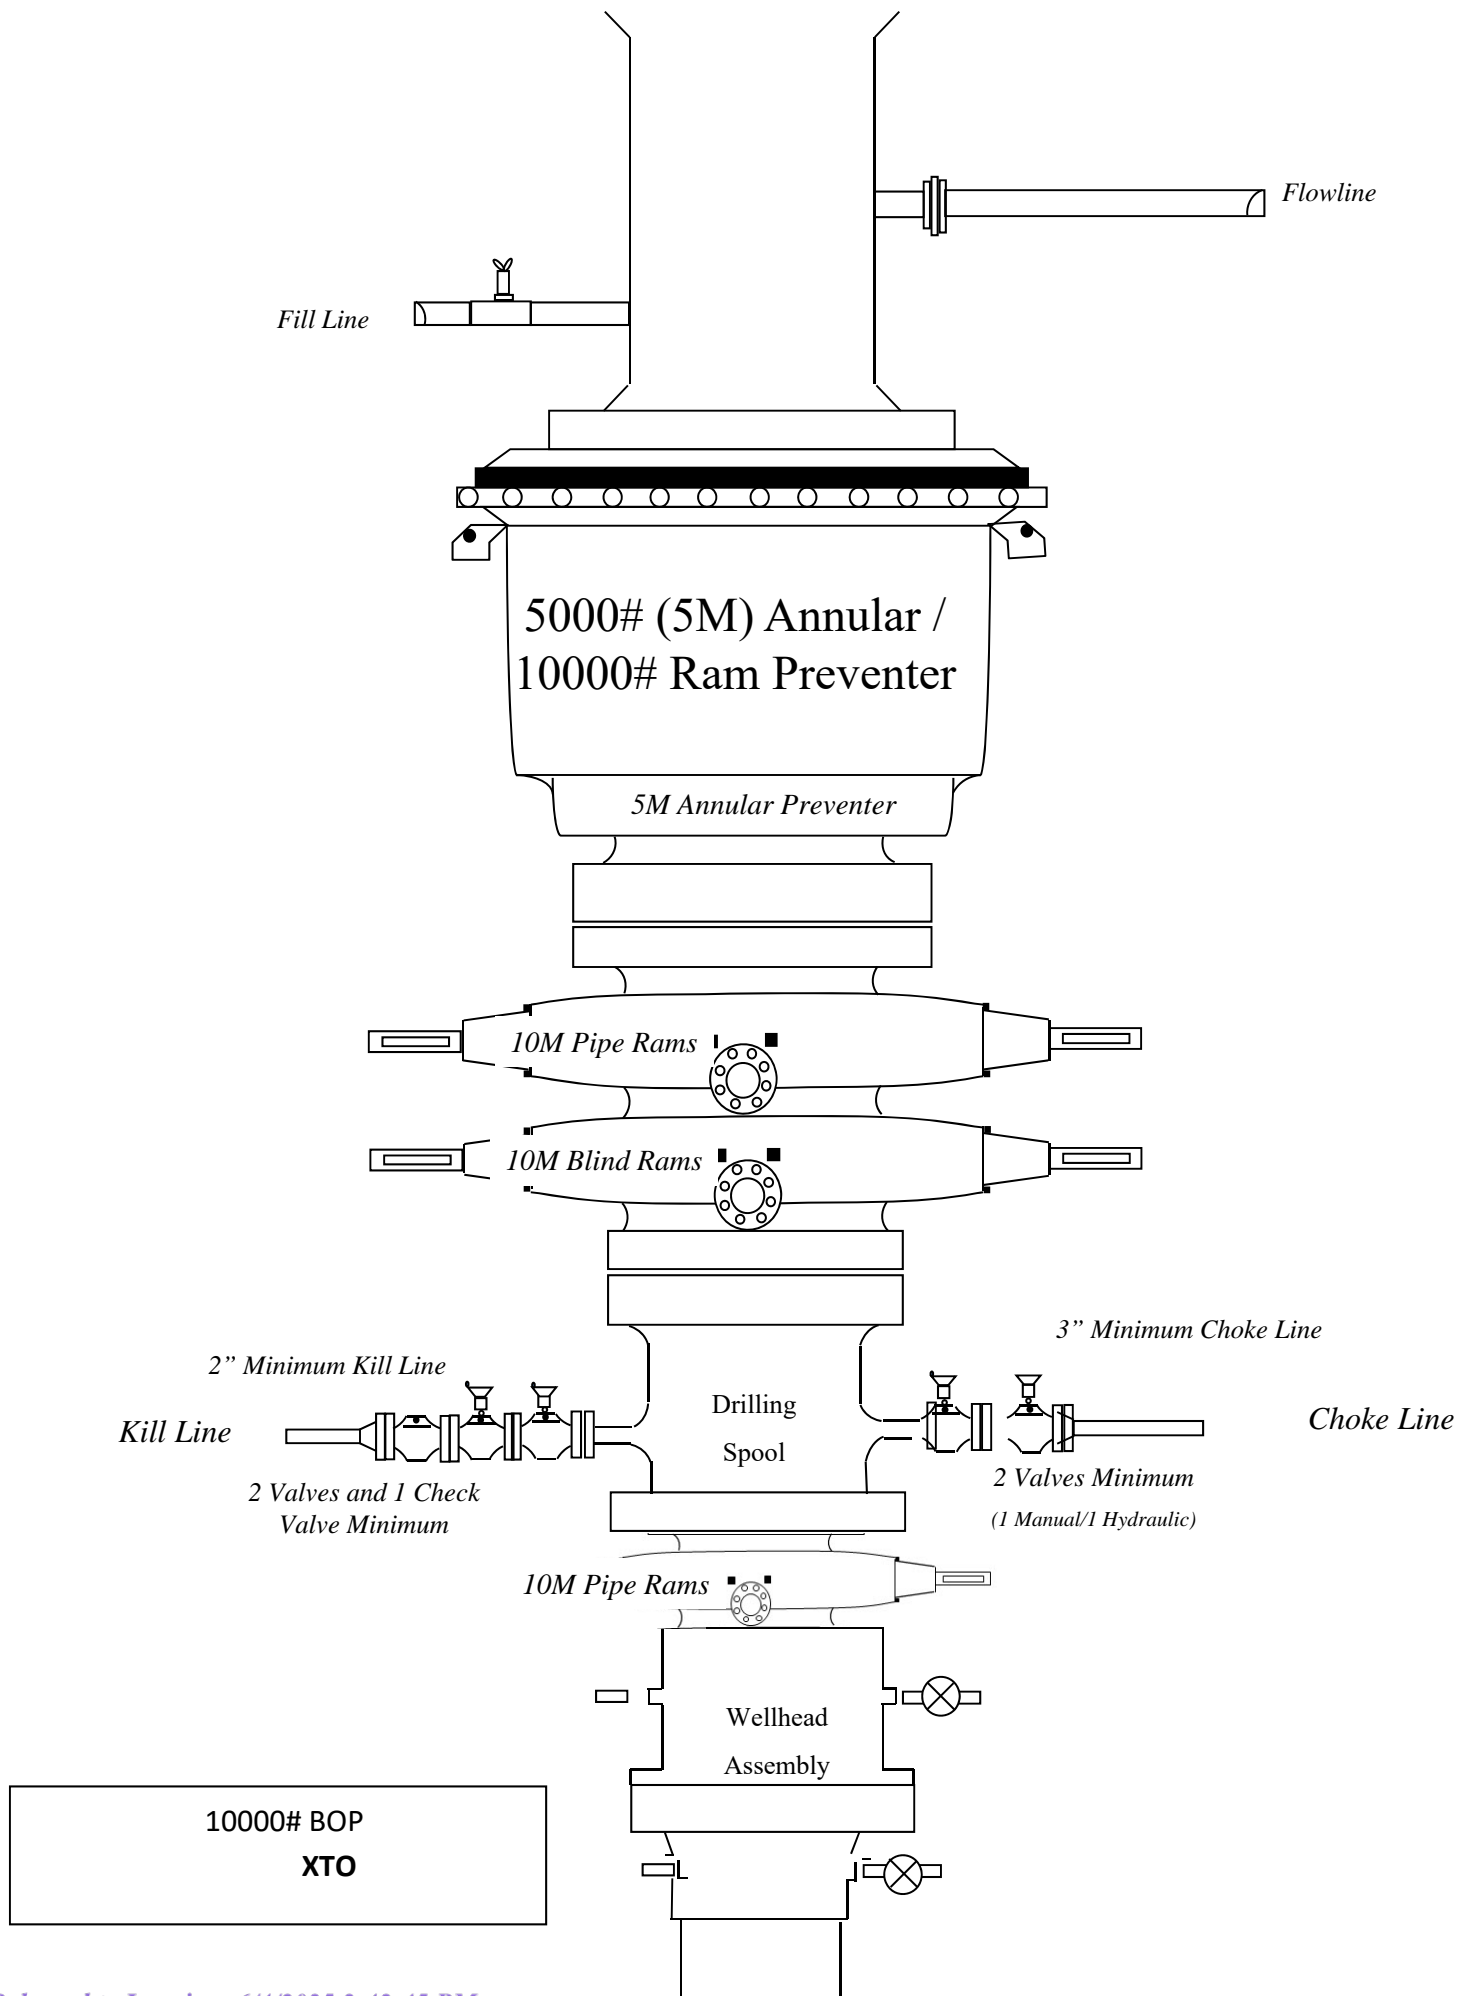 Flowline
Fill Line
5000# (5M) Annular /
10000# Ram Preventer
5M Annular Preventer
10M Pipe Rams
10M Blind Rams
3” Minimum Choke Line
2” Minimum Kill Line
Drilling
Spool
Kill Line
Choke Line
2 Valves and 1 Check
Valve Minimum
2 Valves Minimum
(1 Manual/1 Hydraulic)
10M Pipe Rams
Wellhead
Assembly
10000# BOP
XTO